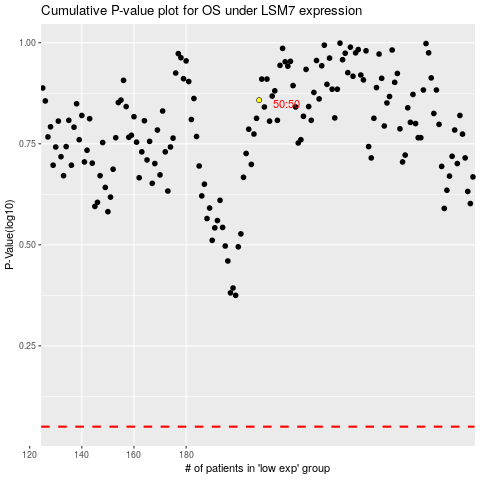 Cumulative P-value plot for OS under LSM7 expression
P-Value(log10)
1.00
0.75
0.50
0.25
50:50
120 140 160 180
# of patients in 'low exp' group